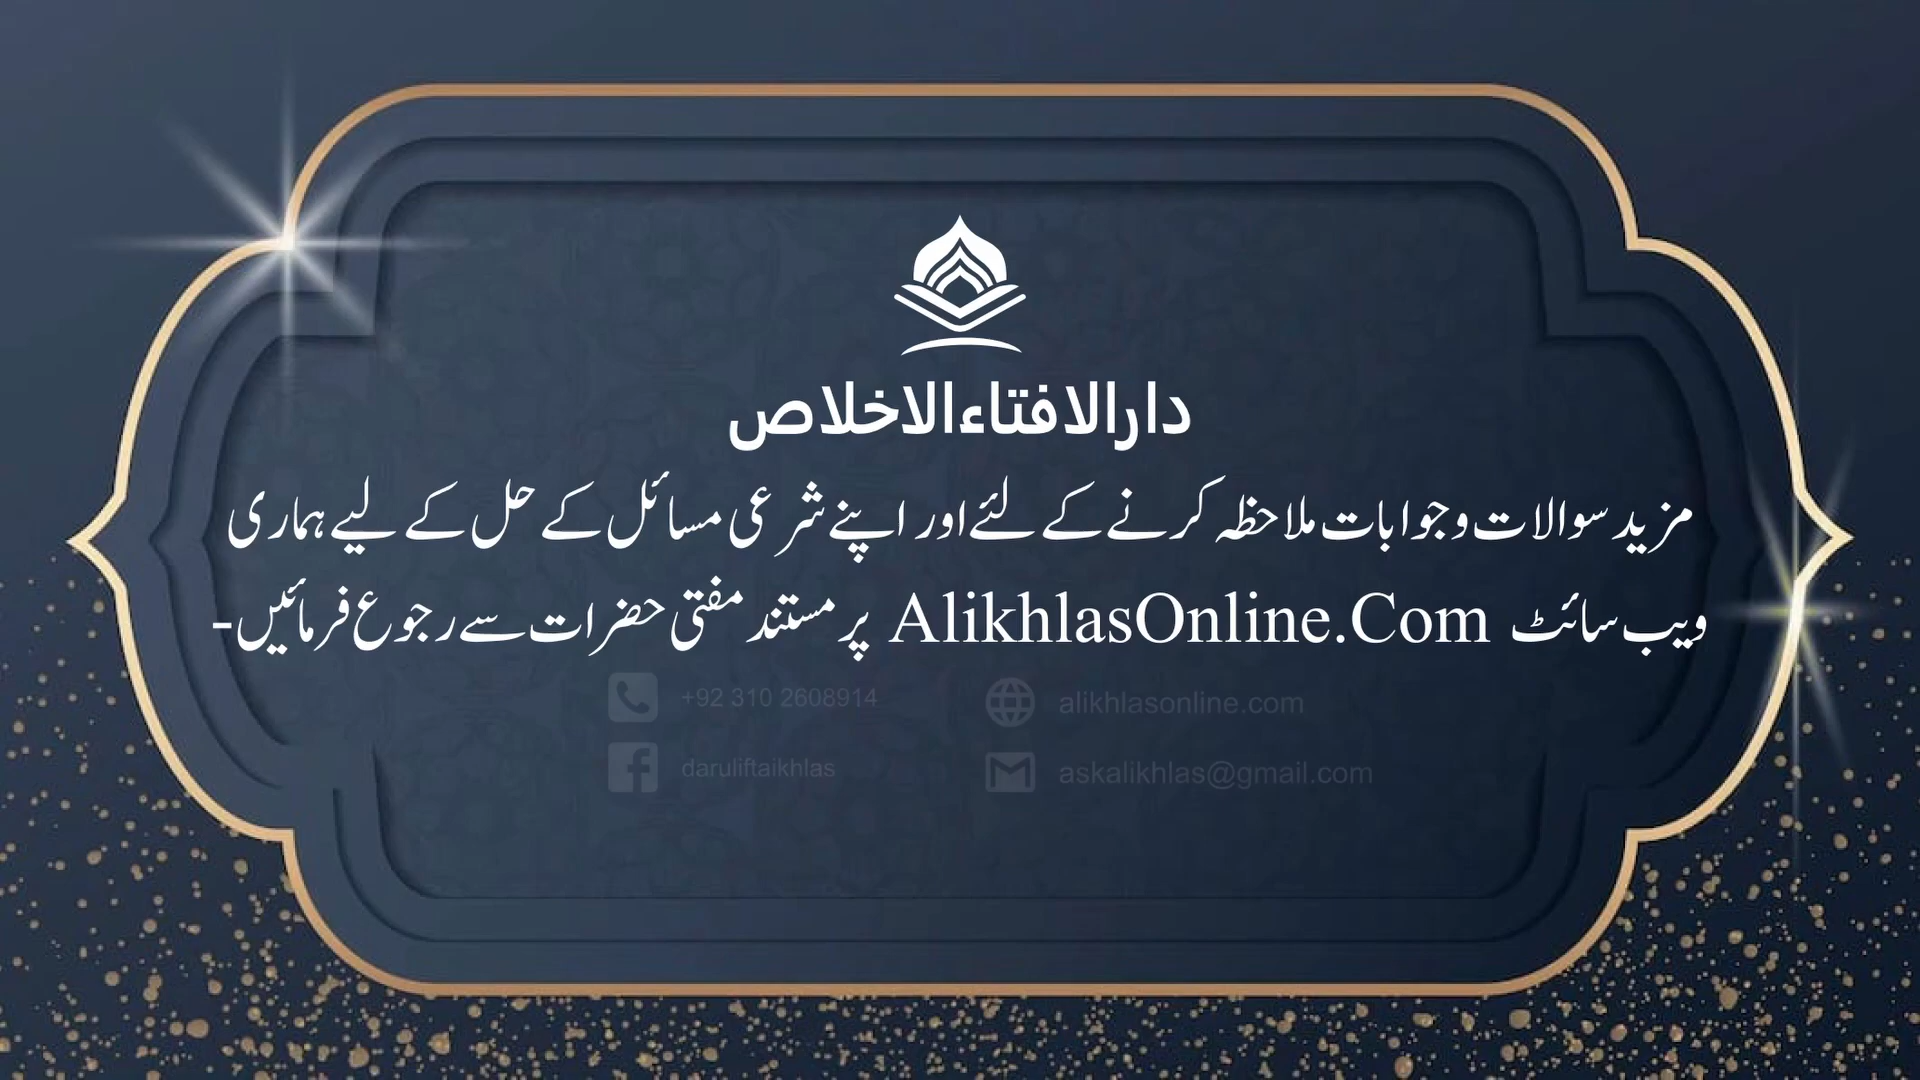 دارالافتاءالاخلاص
مزید سوالات و جوابات ملاحظہ کرنے کے لئے اور اپنے شرعی مسائل کے حل کے لیے ہماری
ویب سائٹ AlikhlasOnline.Com پر مستند مفتی حضرات سے رجوع فرمائیں-
+92 310 2608914
alikhlasonline.com
daruliftaikhlas
askalikhlas@gmail.com